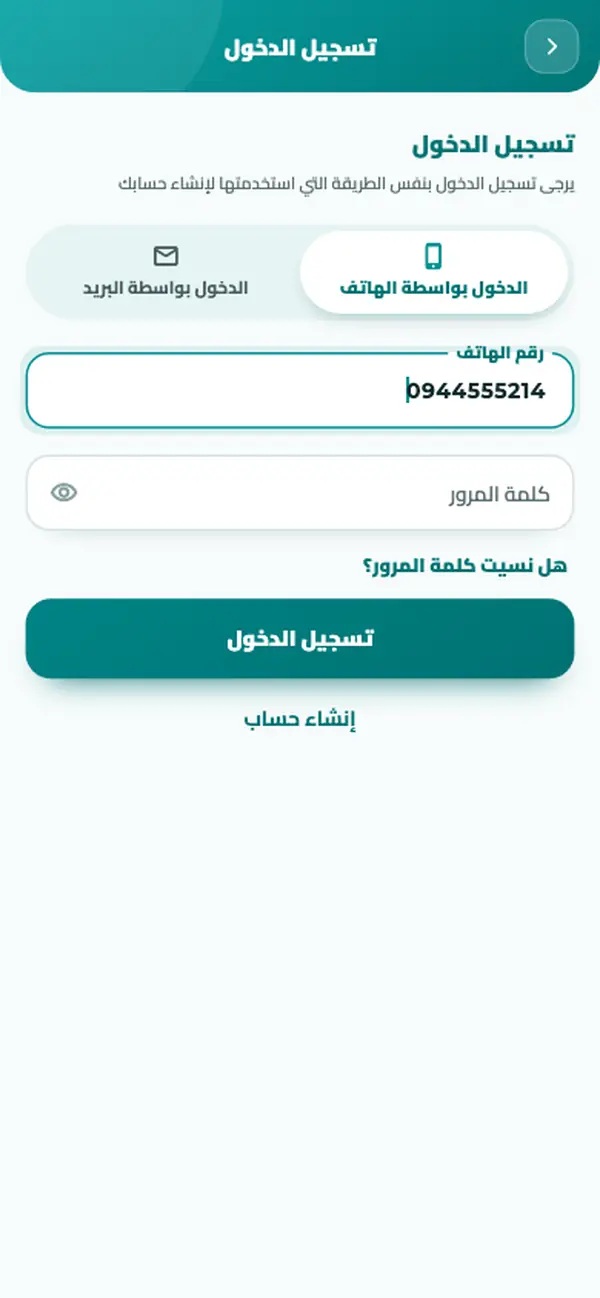 تسجيل الدخول
تسجيل الدخول
يرجى تسجيل الدخول بنفس الطريقة التي استخدمتها لإنشاء حسابك
الدخول بواسطة الهاتف
الدخول بواسطة البريد
رقم الهاتف
0944555214
كلمة المرور
هل نسيت كلمة المرور؟
تسجيل الدخول
إنشاء حساب